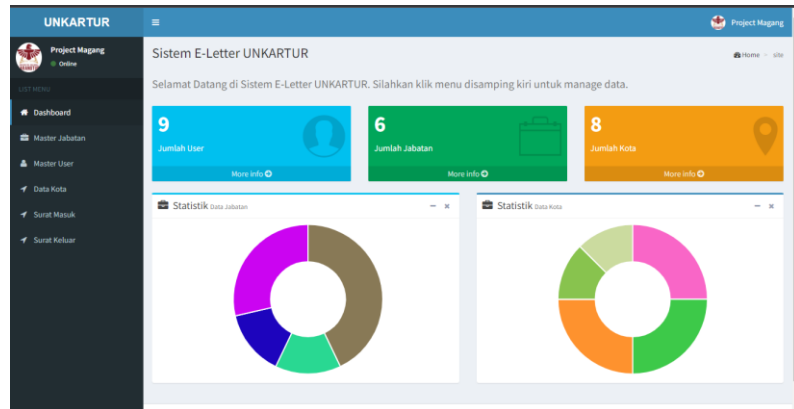 UNKARTUR
Project Magang
Project Magang
Online
LIST MENU
Dashboard
Master Jabatan
Master User
Data Kota
Surat Masuk
Surat Keluar
Sistem E-Letter UNKARTUR
Home
site
Selamat Datang di Sistem E-Letter UNKARTUR. Silahkan klik menu disamping kiri untuk manage data.
9
Jumlah User
More info
6
Jumlah Jabatan
More info
8
Jumlah Kota
More info
Statistik Data Jabatan
Statistik Data Kota